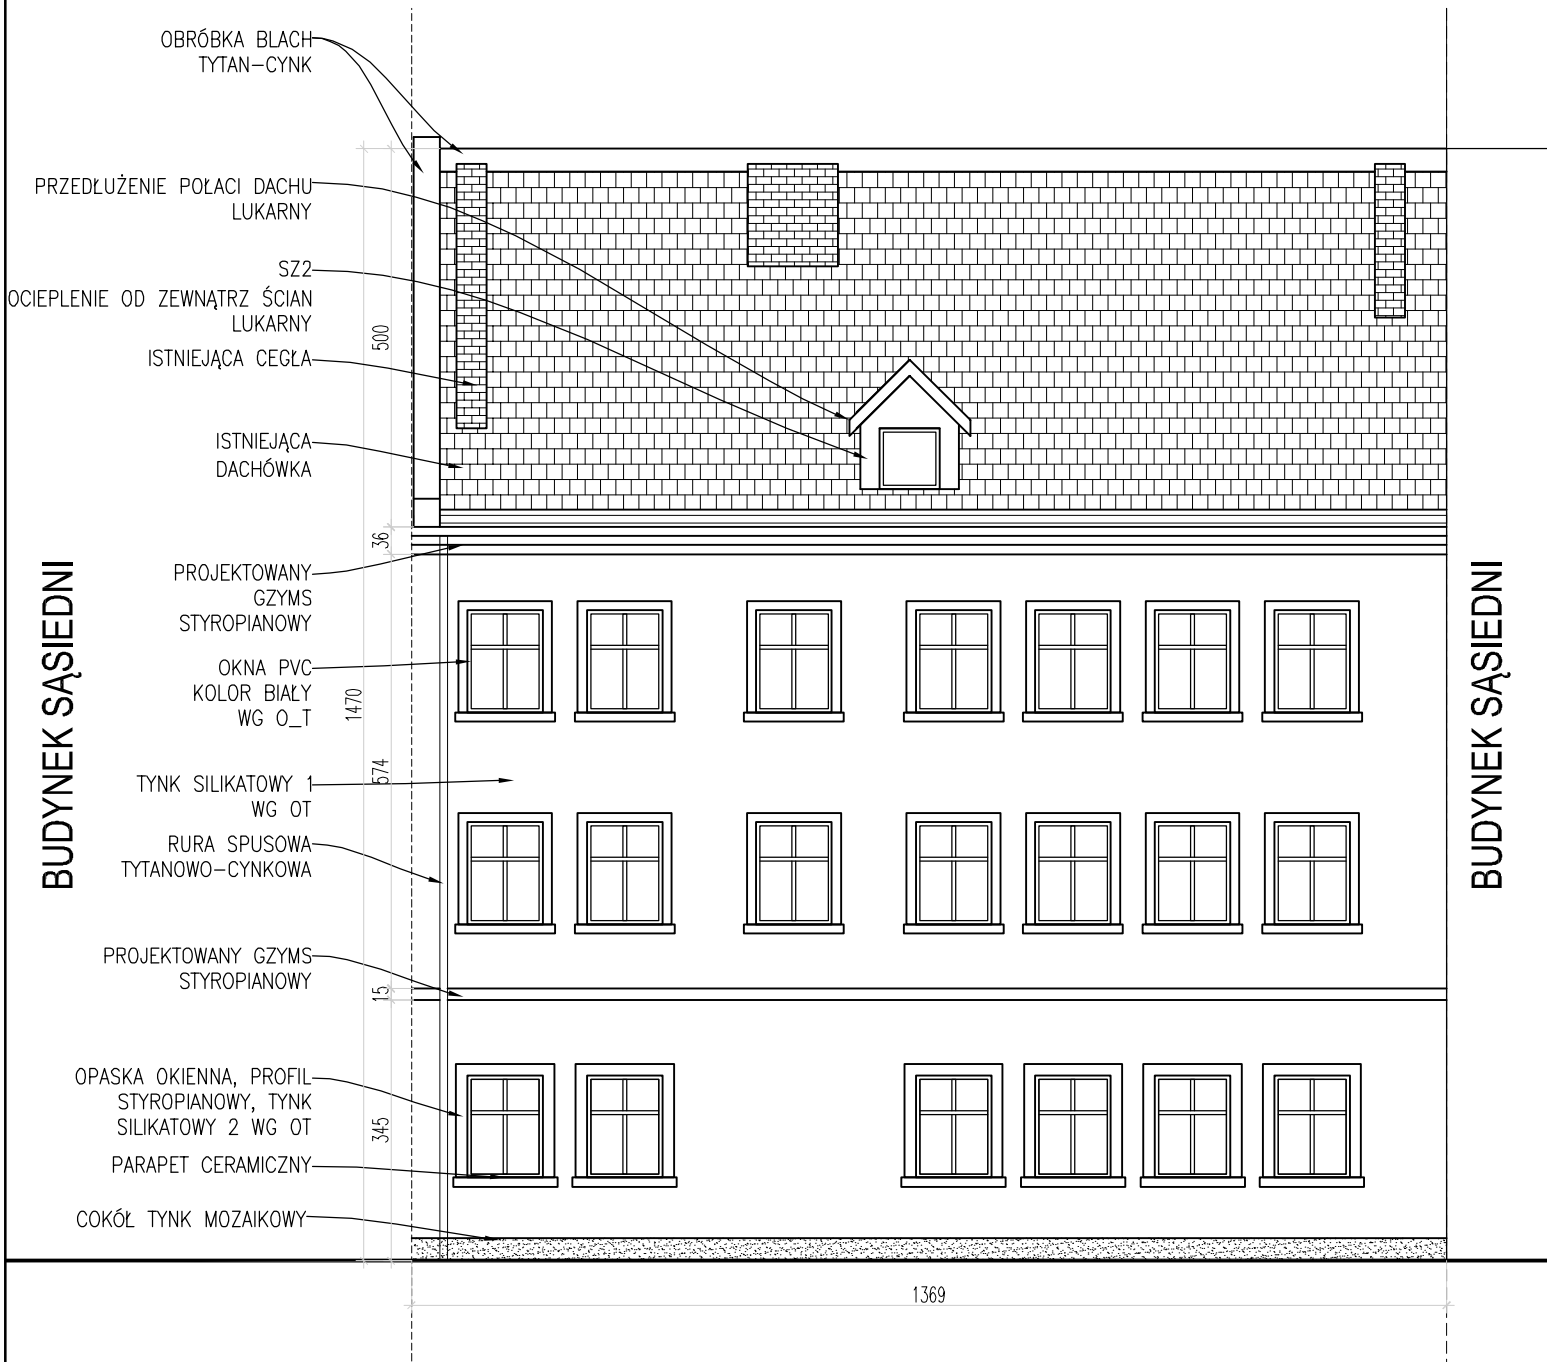 OBRÓBKA BLACH
TYTAN-CYNK
PRZEDŁUŻENIE POŁACI DACHU
LUKARNY
SZ2
OCIEPLENIE OD ZEWNĄTRZ ŚCIAN
LUKARNY
ISTNIEJĄCA CEGŁA
ISTNIEJĄCA
DACHÓWKA
PROJEKTOWANY
GZYMS
STYROPIANOWY
OKNA PVC
KOLOR BIAŁY
WG O_T
TYNK SILIKATOWY 1
WG OT
RURA SPUSOWA
TYTANOWO-CYNKOWA
PROJEKTOWANY GZYMS
STYROPIANOWY
OPASKA OKIENNA, PROFIL
STYROPIANOWY, TYNK
SILIKATOWY 2 WG OT
PARAPET CERAMICZNY
COKÓŁ TYNK MOZAIKOWY
BUDYNEK SĄSIEDNI
1470
500
36
574
15
345
1369
BUDYNEK SĄSIEDNI